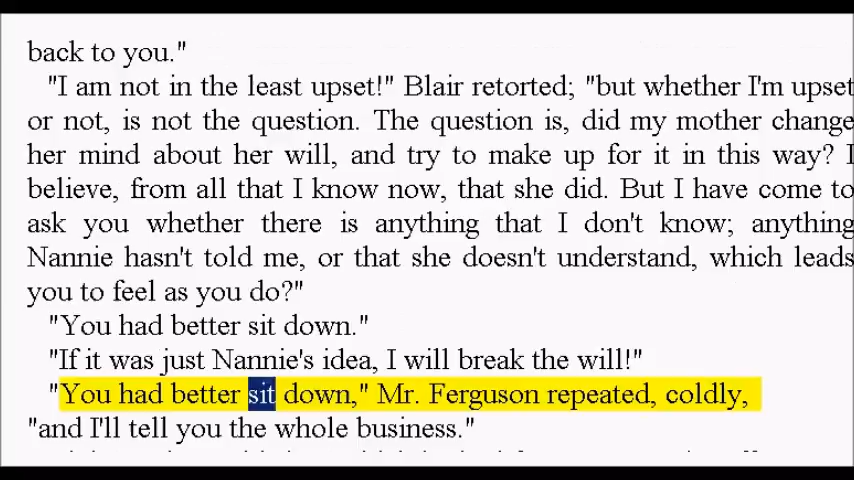 back to you."
"I am not in the least upset!" Blair retorted; "but whether I'm upset
or not, is not the question. The question is, did my mother change
her mind about her will, and try to make up for it in this way? I
believe, from all that I know now, that she did. But I have come to
ask you whether there is anything that I don't know; anything
Nannie hasn't told me, or that she doesn't understand, which leads
you to feel as you do?"
"You had better sit down."
"If it was just Nannie's idea, I will break the will!"
"You had better sit down," Mr. Ferguson repeated, coldly,
"and I'll tell you the whole business."